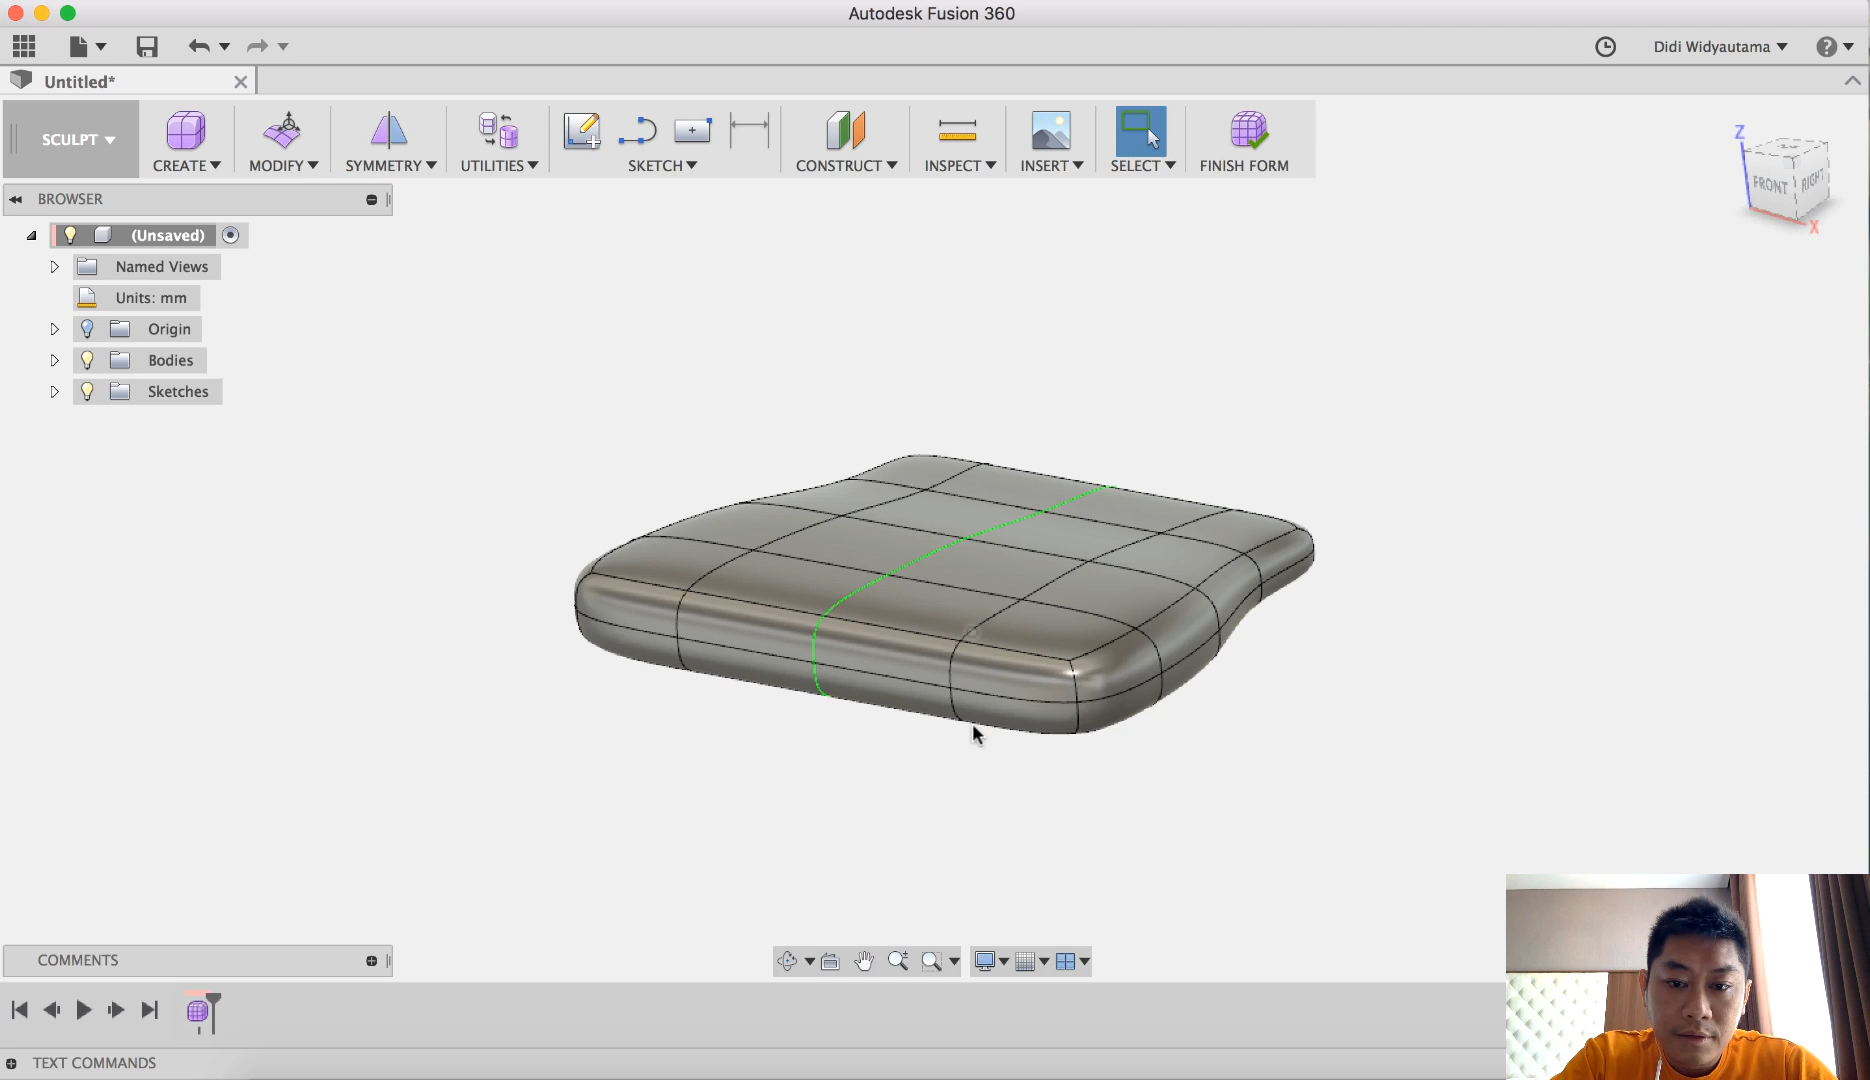 Autodesk Fusion 360
Didi Widyautama
?
Untitled*
SCULPT
CREATE
MODIFY
SYMMETRY
UTILITIES
SKETCH
CONSTRUCT
INSPECT
INSERT
SELECT
FINISH FORM
Z
FRONT
RIGHT
X
BROWSER
(Unsaved)
Named Views
Units: mm
Origin
Bodies
Sketches
COMMENTS
TEXT COMMANDS